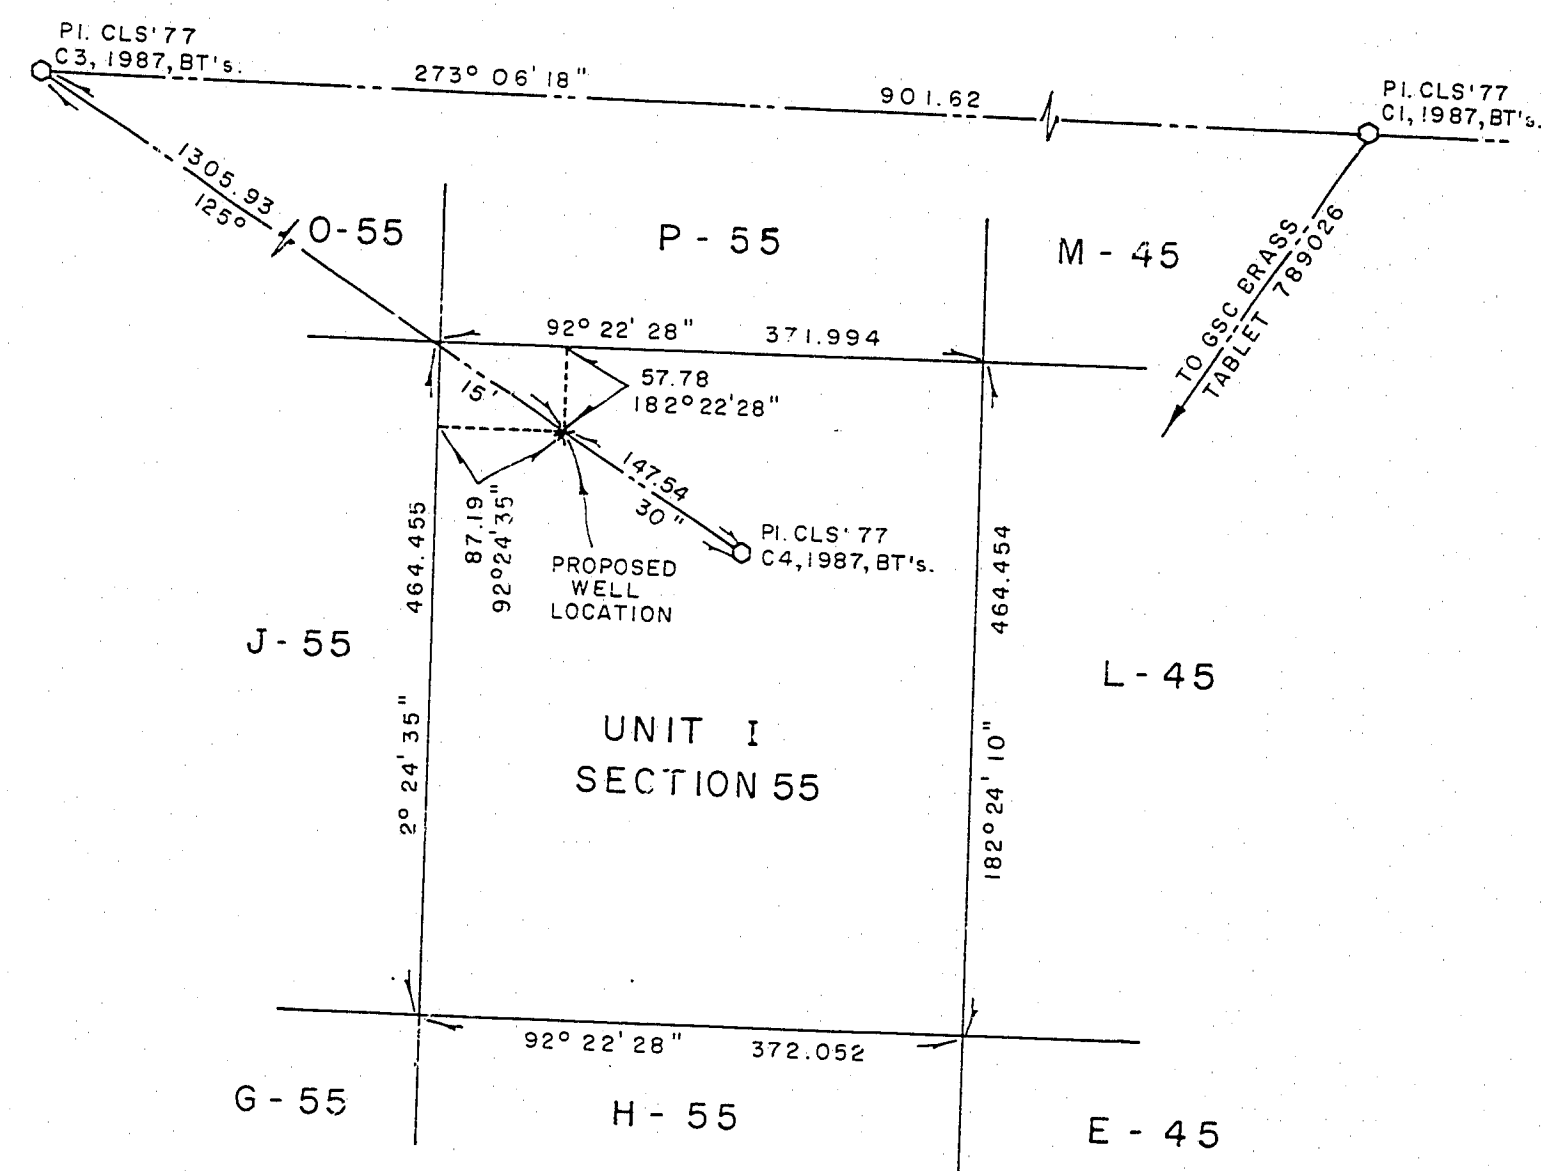 PI. CLS'77
C3, 1987, BT's.
273° 06' 18"
901.62
PI. CLS'77
C1, 1987, BT's.
1305.93
125°
O-55
P - 55
M - 45
TO GSC BRASS
TABLET 789026
92° 22' 28" 371.994
15'
57.78
182° 22' 28"
147.54
30"
87.19
92° 24' 35"
PI. CLS' 77
C4, 1987, BT's.
PROPOSED
WELL
LOCATION
464.455
2° 24' 35"
464.454
182° 24' 10"
J - 55
L - 45
UNIT I
SECTION 55
92° 22' 28" 372.052
G - 55
H - 55
E - 45